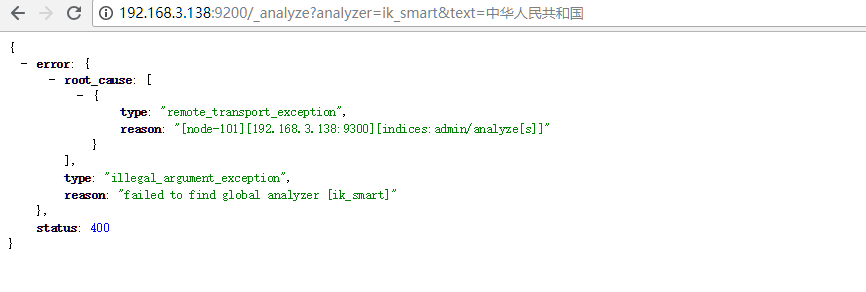 192.168.3.138:9200/_analyze?analyzer=ik_smart&text=中华人民共和国
{
- error: {
- root_cause: [
- {
type: "remote_transport_exception",
reason: "[node-101][192.168.3.138:9300][indices:admin/analyze[s]]"
}
],
type: "illegal_argument_exception",
reason: "failed to find global analyzer [ik_smart]"
},
status: 400
}